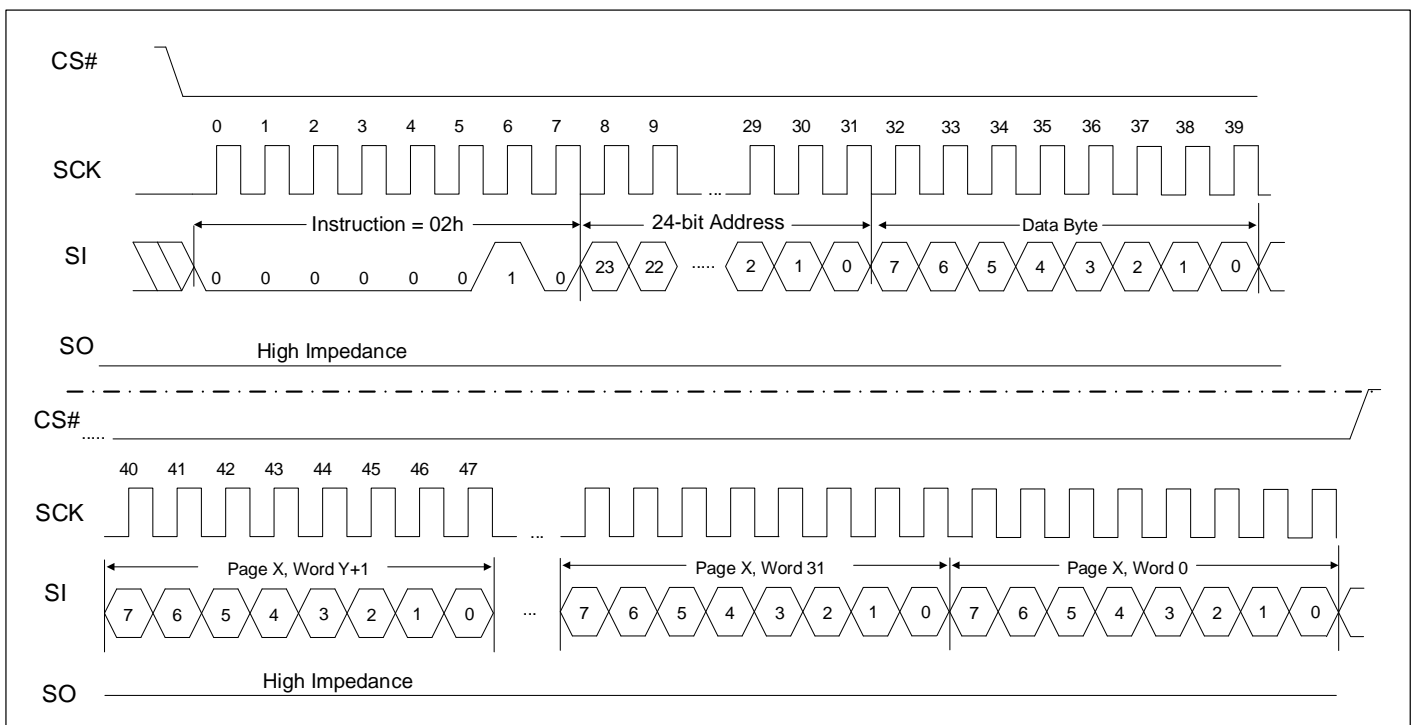 CS#
0 1 2 3 4 5 6 7 8 9 29 30 31 32 33 34 35 36 37 38 39
SCK ...
Instruction = 02h 24-bit Address Data Byte
SI 0 0 0 0 0 0 1 0 23 22 ..... 2 1 0 7 6 5 4 3 2 1 0
SO High Impedance
CS# .....
40 41 42 43 44 45 46 47
SCK ...
Page X, Word Y+1 Page X, Word 31 Page X, Word 0
SI 7 6 5 4 3 2 1 0 ... 7 6 5 4 3 2 1 0 7 6 5 4 3 2 1 0
SO High Impedance